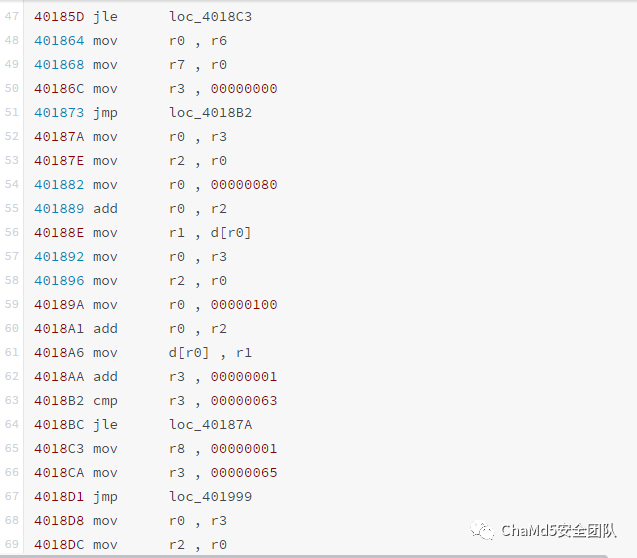 47 40185D jle loc_4018C3
48 401864 mov r0 , r6
49 401868 mov r7 , r0
50 40186C mov r3 , 00000000
51 401873 jmp loc_4018B2
52 40187A mov r0 , r3
53 40187E mov r2 , r0
54 401882 mov r0 , 00000080
55 401889 add r0 , r2
56 40188E mov r1 , d[r0]
57 401892 mov r0 , r3
58 401896 mov r2 , r0
59 40189A mov r0 , 00000100
60 4018A1 add r0 , r2
61 4018A6 mov d[r0] , r1
62 4018AA add r3 , 00000001
63 4018B2 cmp r3 , 00000063
64 4018BC jle loc_40187A
65 4018C3 mov r8 , 00000001
66 4018CA mov r3 , 00000065
67 4018D1 jmp loc_401999
68 4018D8 mov r0 , r3
69 4018DC mov r2 , r0
ChaMd5安全团队